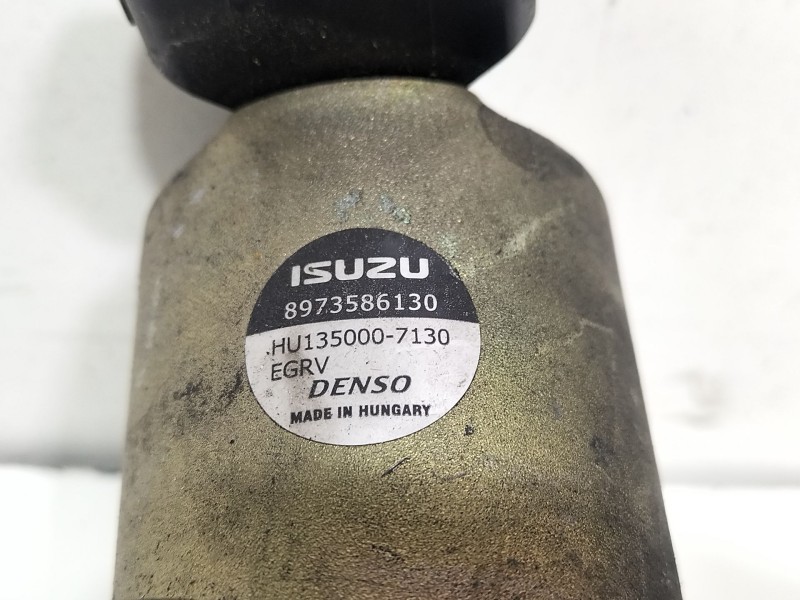 ISUZU
8973586130
HU135000-7130
EGRV
DENSO
MADE IN HUNGARY